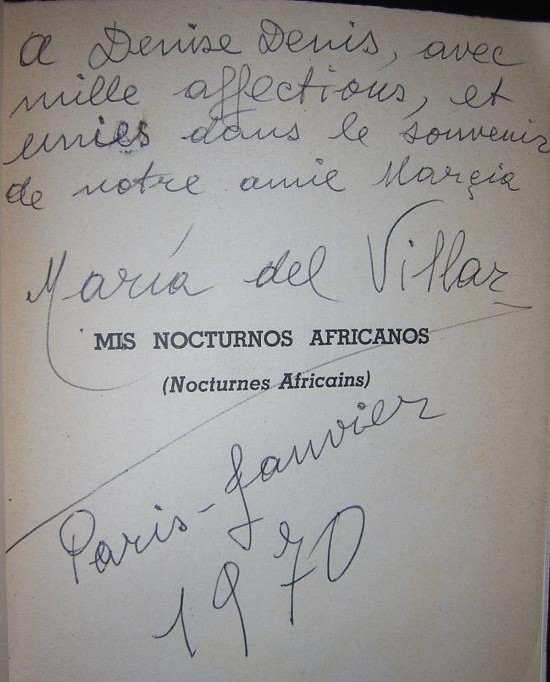 A Denise Denis, avec
mille affections, et
unies dans le souvenir
de notre amie Marçia
María del Villar
MIS NOCTURNOS AFRICANOS
(Nocturnes Africains)
Paris - Janvier
1970